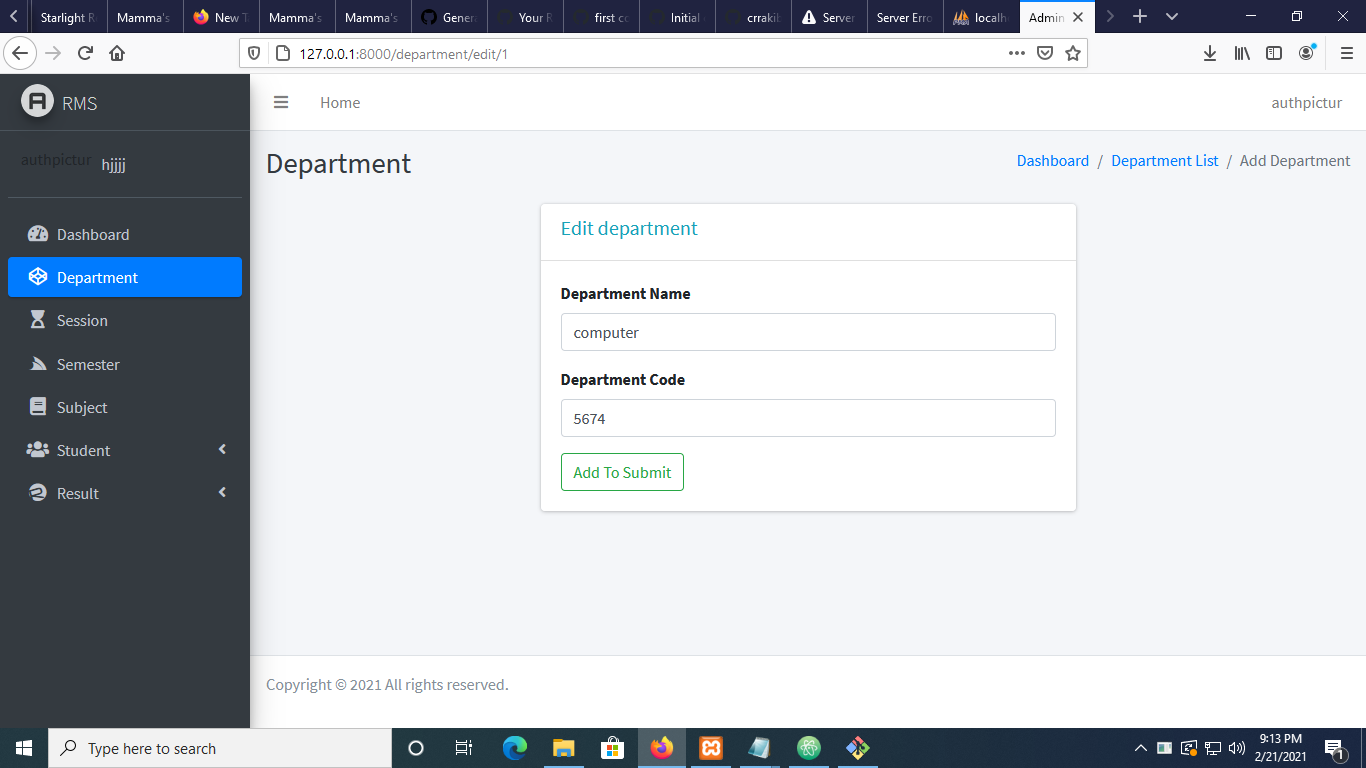 Starlight R
Mamma's
New T
Mamma's
Mamma's
Genera
Your R
first co
Initial
crrakib
Server
Server Erro
localh
Admin
127.0.0.1:8000/department/edit/1
RMS
Home
authpictur
authpictur
hjjjj
Department
Dashboard / Department List / Add Department
Dashboard
Department
Session
Semester
Subject
Student
Result
Edit department
Department Name
computer
Department Code
5674
Add To Submit
Copyright © 2021 All rights reserved.
Type here to search
9:13 PM
2/21/2021
1